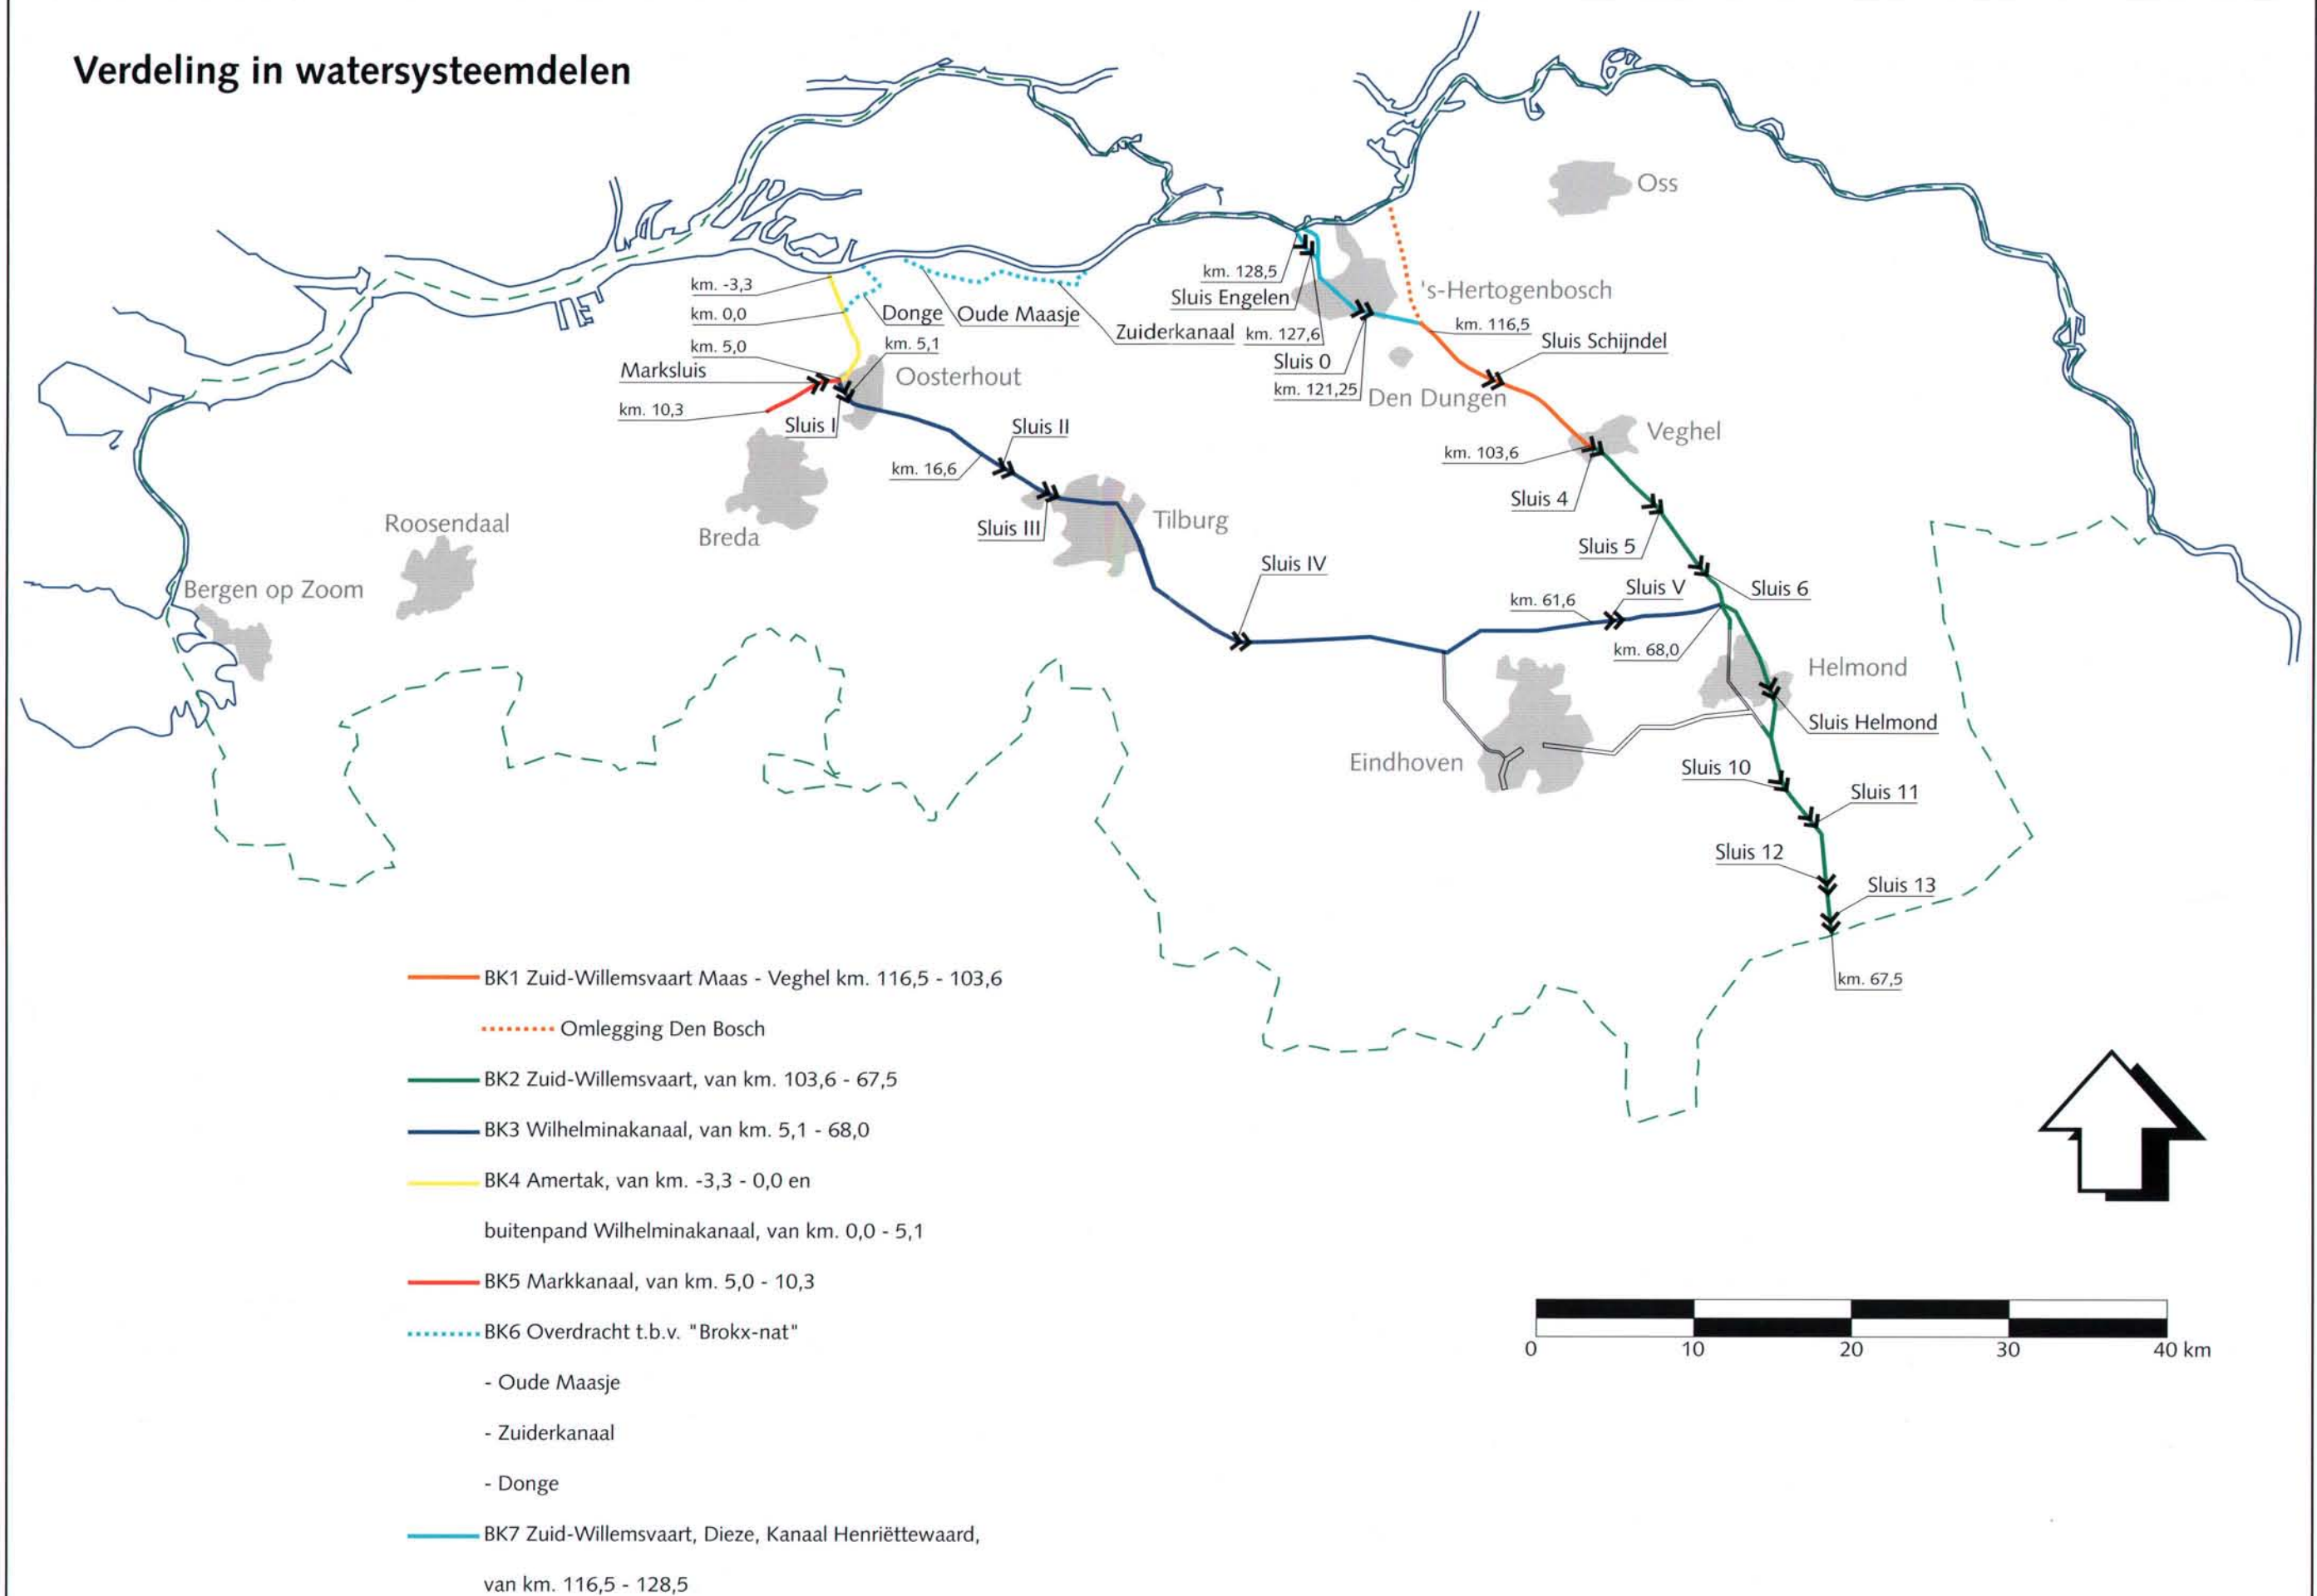 Verdeling in watersysteemdelen
Oss
km. -3,3
km. 0,0
km. 5,0
Marksluis
km. 10,3
Donge
Oude Maasje
Zuiderkanaal
km. 5,1
Oosterhout
Sluis I
km. 128,5
Sluis Engelen
km. 127,6
Sluis 0
km. 121,25
's-Hertogenbosch
km. 116,5
Sluis Schijndel
Den Dungen
Veghel
km. 103,6
Sluis 4
Sluis II
km. 16,6
Sluis III
Tilburg
Breda
Roosendaal
Bergen op Zoom
Sluis IV
Sluis 5
km. 61,6
Sluis V
Sluis 6
km. 68,0
Helmond
Sluis Helmond
Eindhoven
Sluis 10
Sluis 11
Sluis 12
Sluis 13
km. 67,5
BK1 Zuid-Willemsvaart Maas - Veghel km. 116,5 - 103,6
Omlegging Den Bosch
BK2 Zuid-Willemsvaart, van km. 103,6 - 67,5
BK3 Wilhelminakanaal, van km. 5,1 - 68,0
BK4 Amertak, van km. -3,3 - 0,0 en
buitenpand Wilhelminakanaal, van km. 0,0 - 5,1
BK5 Markkanaal, van km. 5,0 - 10,3
BK6 Overdracht t.b.v. "Brokx-nat"
- Oude Maasje
- Zuiderkanaal
- Donge
BK7 Zuid-Willemsvaart, Dieze, Kanaal Henriëttewaard,
van km. 116,5 - 128,5
0 10 20 30 40 km